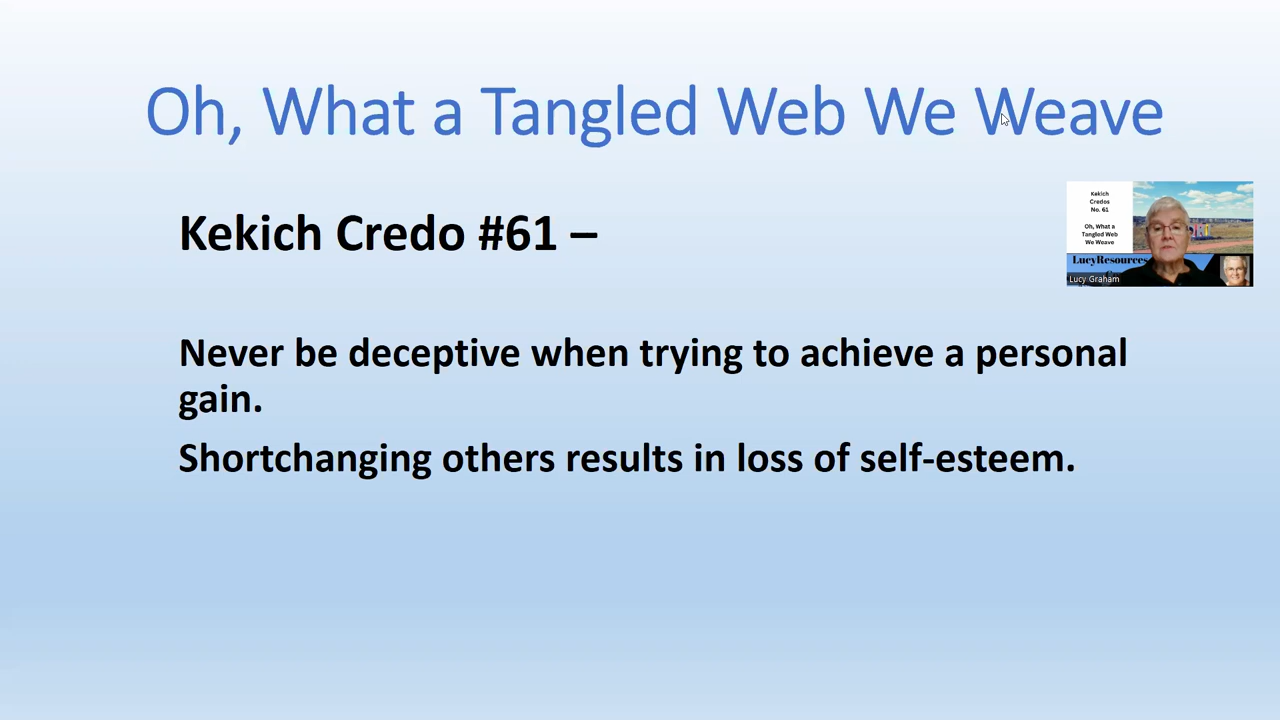 Oh, What a Tangled Web We Weave
Kekich Credo #61 –
Kekich
Credos
No. 61
Oh, What a
Tangled Web
We Weave
LucyResources
Lucy Graham
Never be deceptive when trying to achieve a personal
gain.
Shortchanging others results in loss of self-esteem.